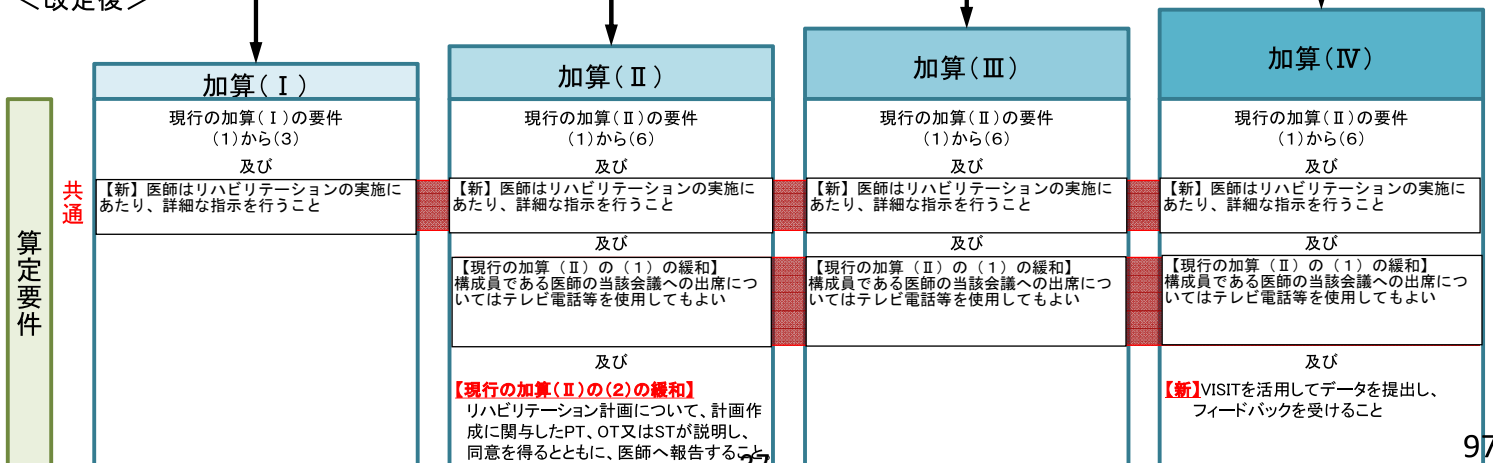 ＜改定後＞
加算(Ⅰ)
加算(Ⅱ)
加算(Ⅲ)
加算(Ⅳ)
算定要件
共通
現行の加算(Ⅰ)の要件
(1)から(3)
及び
【新】医師はリハビリテーションの実施に
あたり、詳細な指示を行うこと
現行の加算(Ⅱ)の要件
(1)から(6)
及び
【新】医師はリハビリテーションの実施に
あたり、詳細な指示を行うこと
及び
【現行の加算（Ⅱ）の（１）の緩和】
構成員である医師の当該会議への出席につ
いてはテレビ電話等を使用してもよい
及び
【現行の加算(Ⅱ)の(2)の緩和】
リハビリテーション計画について、計画作
成に関与したPT、OT又はSTが説明し、
同意を得るとともに、医師へ報告すること
現行の加算(Ⅱ)の要件
(1)から(6)
及び
【新】医師はリハビリテーションの実施に
あたり、詳細な指示を行うこと
及び
【現行の加算（Ⅱ）の（１）の緩和】
構成員である医師の当該会議への出席につ
いてはテレビ電話等を使用してもよい
現行の加算(Ⅱ)の要件
(1)から(6)
及び
【新】医師はリハビリテーションの実施に
あたり、詳細な指示を行うこと
及び
【現行の加算（Ⅱ）の（１）の緩和】
構成員である医師の当該会議への出席につ
いてはテレビ電話等を使用してもよい
及び
【新】VISITを活用してデータを提出し、
フィードバックを受けること
97